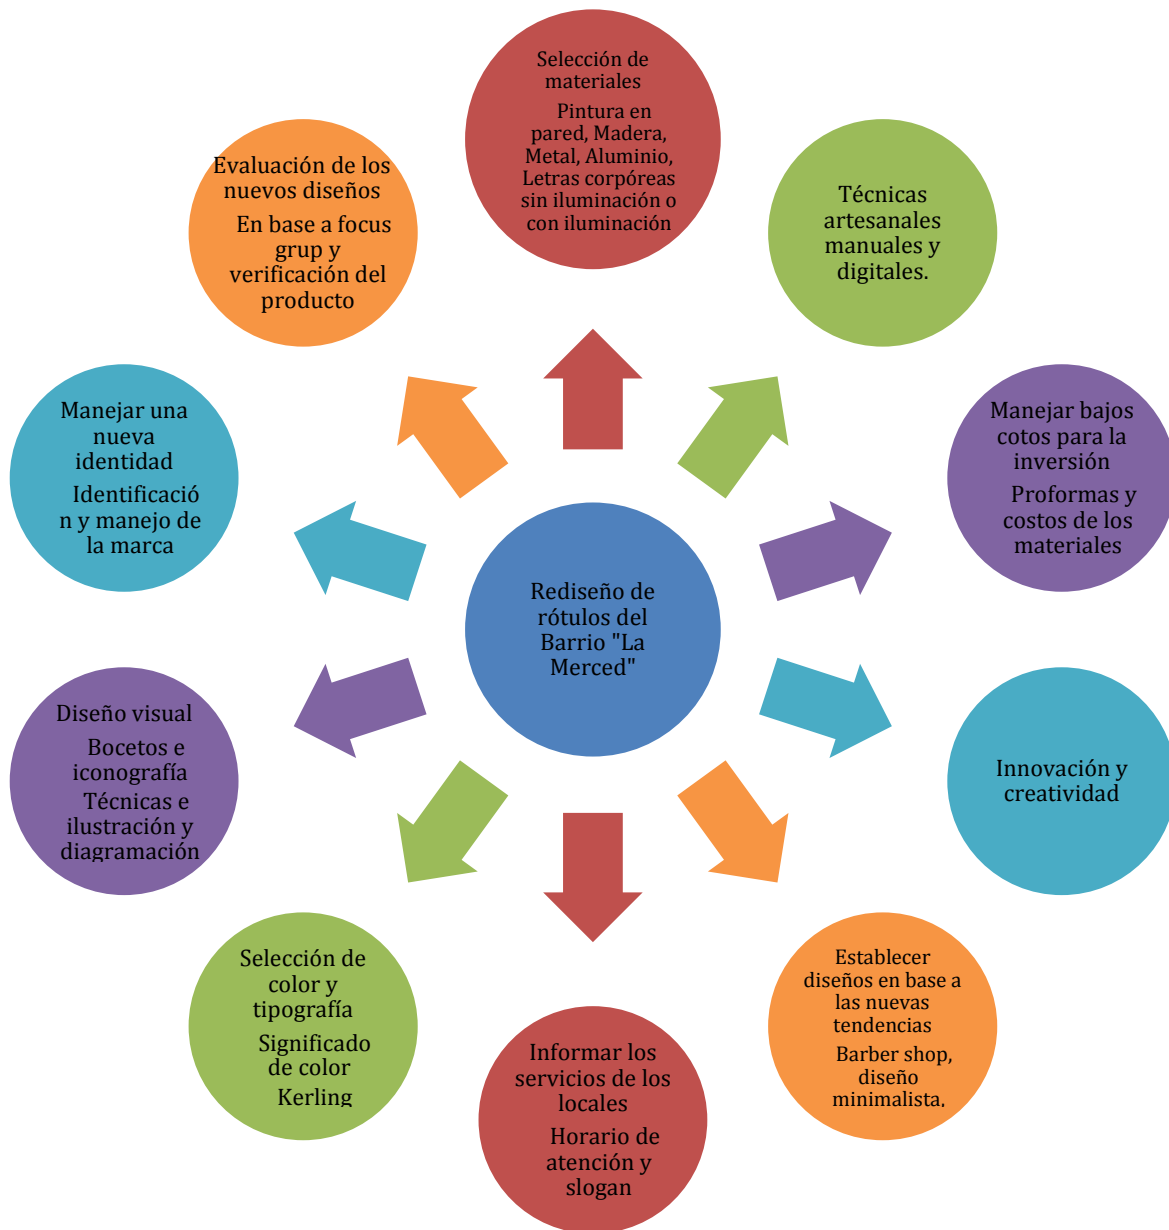 Selección de
materiales
Pintura en
pared, Madera,
Metal, Aluminio,
Letras corpóreas
sin iluminación o
con iluminación
Técnicas
artesanales
manuales y
digitales.
Manejar bajos
cotos para la
inversión
Proformas y
costos de los
materiales
Innovación y
creatividad
Establecer
diseños en base a
las nuevas
tendencias
Barber shop,
diseño
minimalista.
Informar los
servicios de los
locales
Horario de
atención y
slogan
Selección de
color y
tipografía
Significado
de color
Kerling
Diseño visual
Bocetos e
iconografía
Técnicas e
ilustración y
diagramación
Manejar una
nueva
identidad
Identificació
n y manejo de
la marca
Evaluación de los
nuevos diseños
En base a focus
grup y
verificación del
producto
Rediseño de
rótulos del
Barrio "La
Merced"